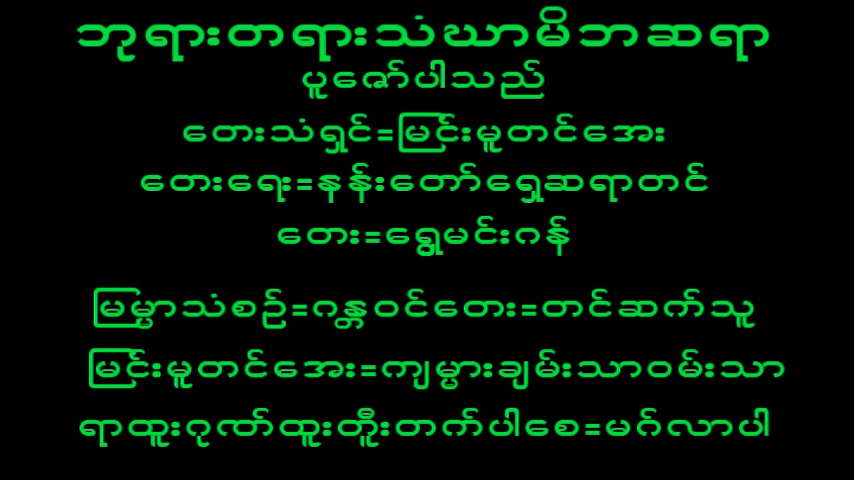 ဘုရားတရားသံဃာမိဘဆရာ
ပူဇော်ပါသည်
တေးသံရှင်=မြင်းမူတင်အေး
တေးရေး=နန်းတော်ရှေ့ဆရာတင်
တေး=ရွှေမင်းဂန်
မြမ္မာသံစဉ်=ဂန္တဝင်တေး=တင်ဆက်သူ
မြင်းမူတင်အေး=ကျမ္မားချမ်းသာဝမ်းသာ
ရာထူးဂုဏ်ထူးတိူးတက်ပါစေ=မဂ်လာပါ